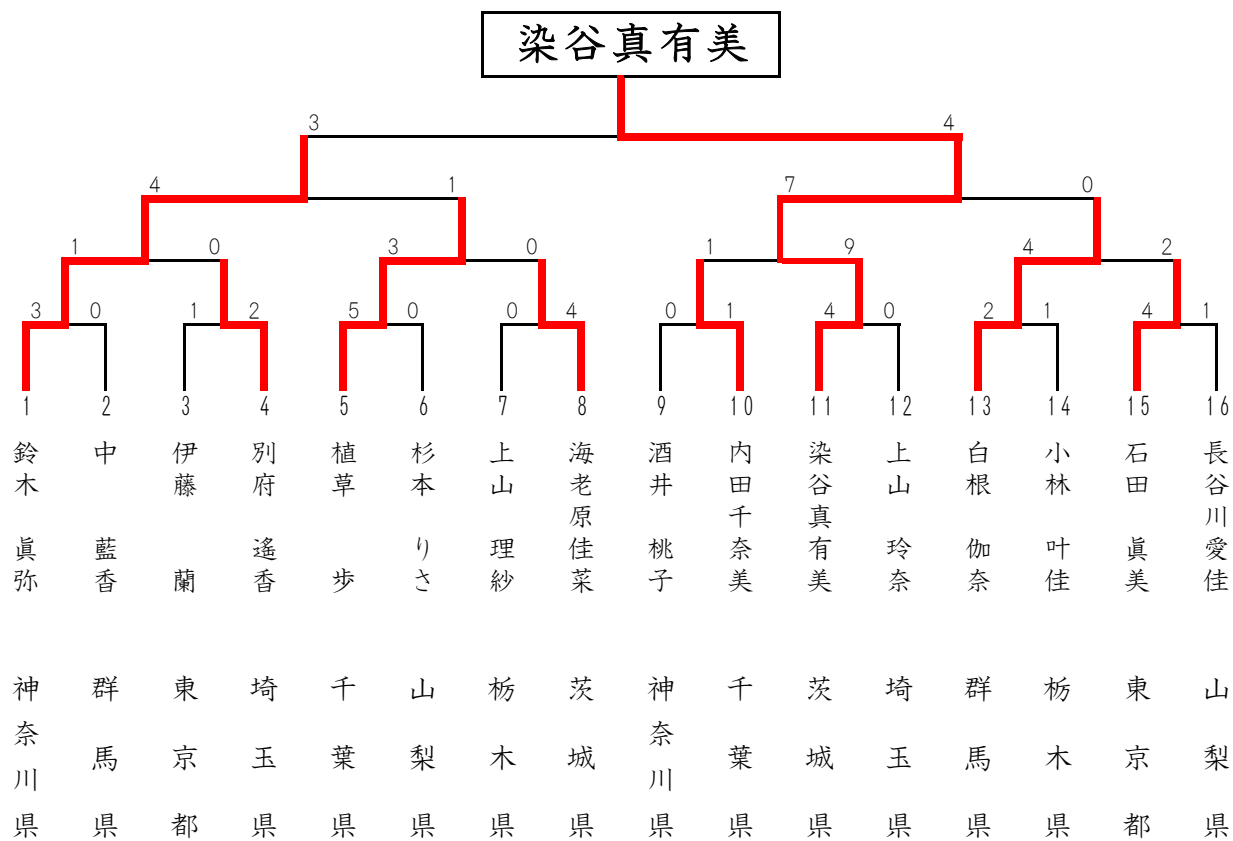 染谷真有美
3 4
4 1 7 0
1 0 3 0 1 9 4 2
3 0 1 2 5 0 0 4 0 1 4 0 2 1 4 1
1 2 3 4 5 6 7 8 9 10 11 12 13 14 15 16
鈴木 眞弥
中 藍香
伊藤 蘭
別府 遙香
植草 歩
杉本 りさ
上山 理紗
海老原佳菜
酒井 桃子
内田千奈美
染谷真有美
上山 玲奈
白根 伽奈
小林 叶佳
石田 眞美
長谷川愛佳
神奈川県
群馬県
東京都
埼玉県
千葉県
山梨県
栃木県
茨城県
神奈川県
千葉県
茨城県
埼玉県
群馬県
栃木県
東京都
山梨県